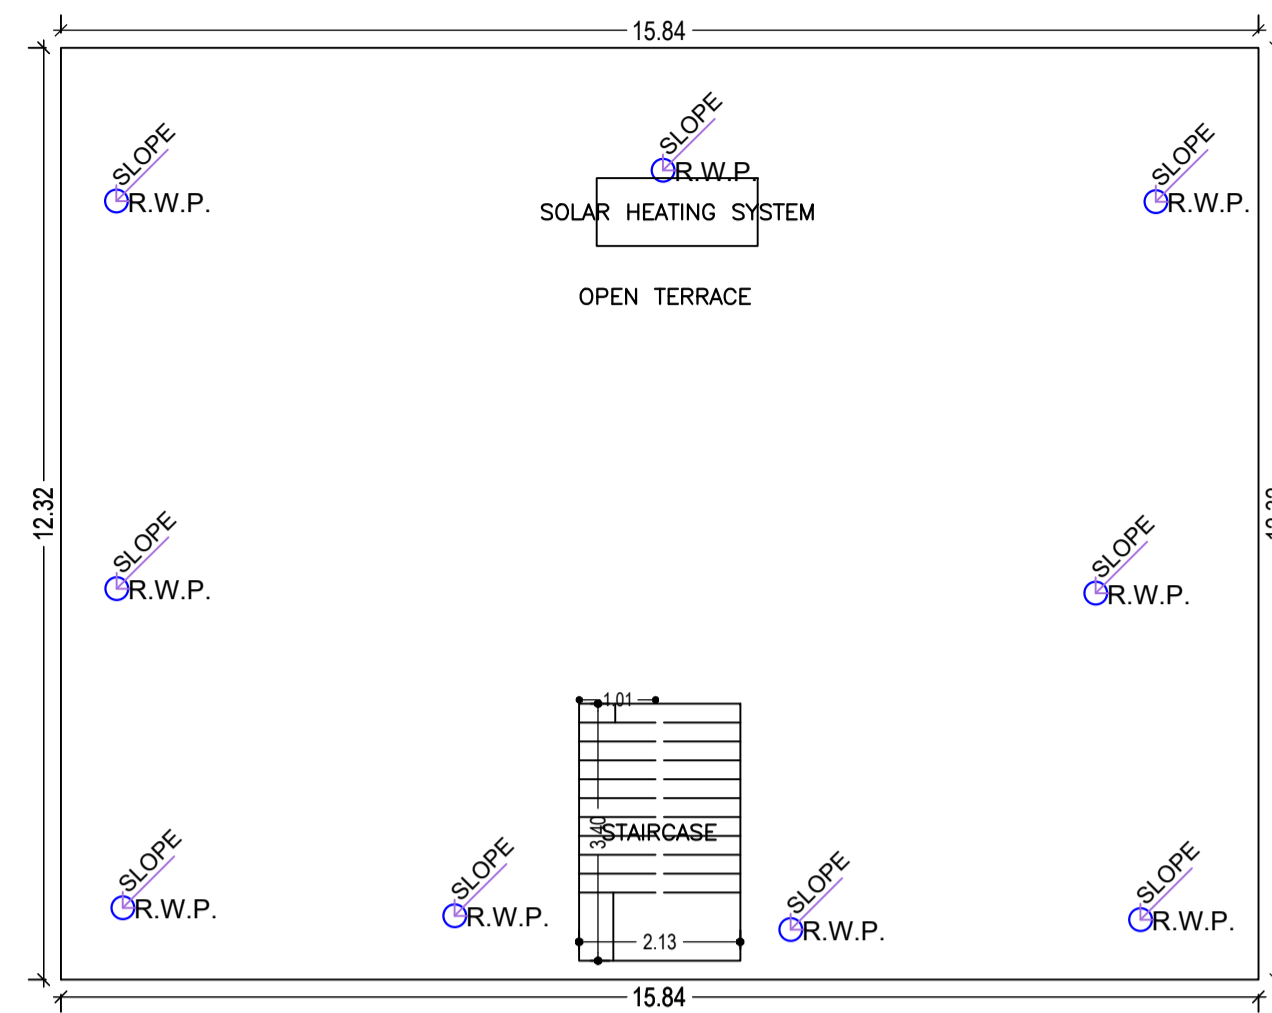 15.84
SLOPE
R.W.P.
SLOPE
R.W.P.
SLOPE
R.W.P.
SOLAR HEATING SYSTEM
OPEN TERRACE
12.32
SLOPE
R.W.P.
SLOPE
R.W.P.
1.01
3.40
STAIRCASE
SLOPE
R.W.P.
SLOPE
R.W.P.
SLOPE
R.W.P.
SLOPE
R.W.P.
2.13
15.84